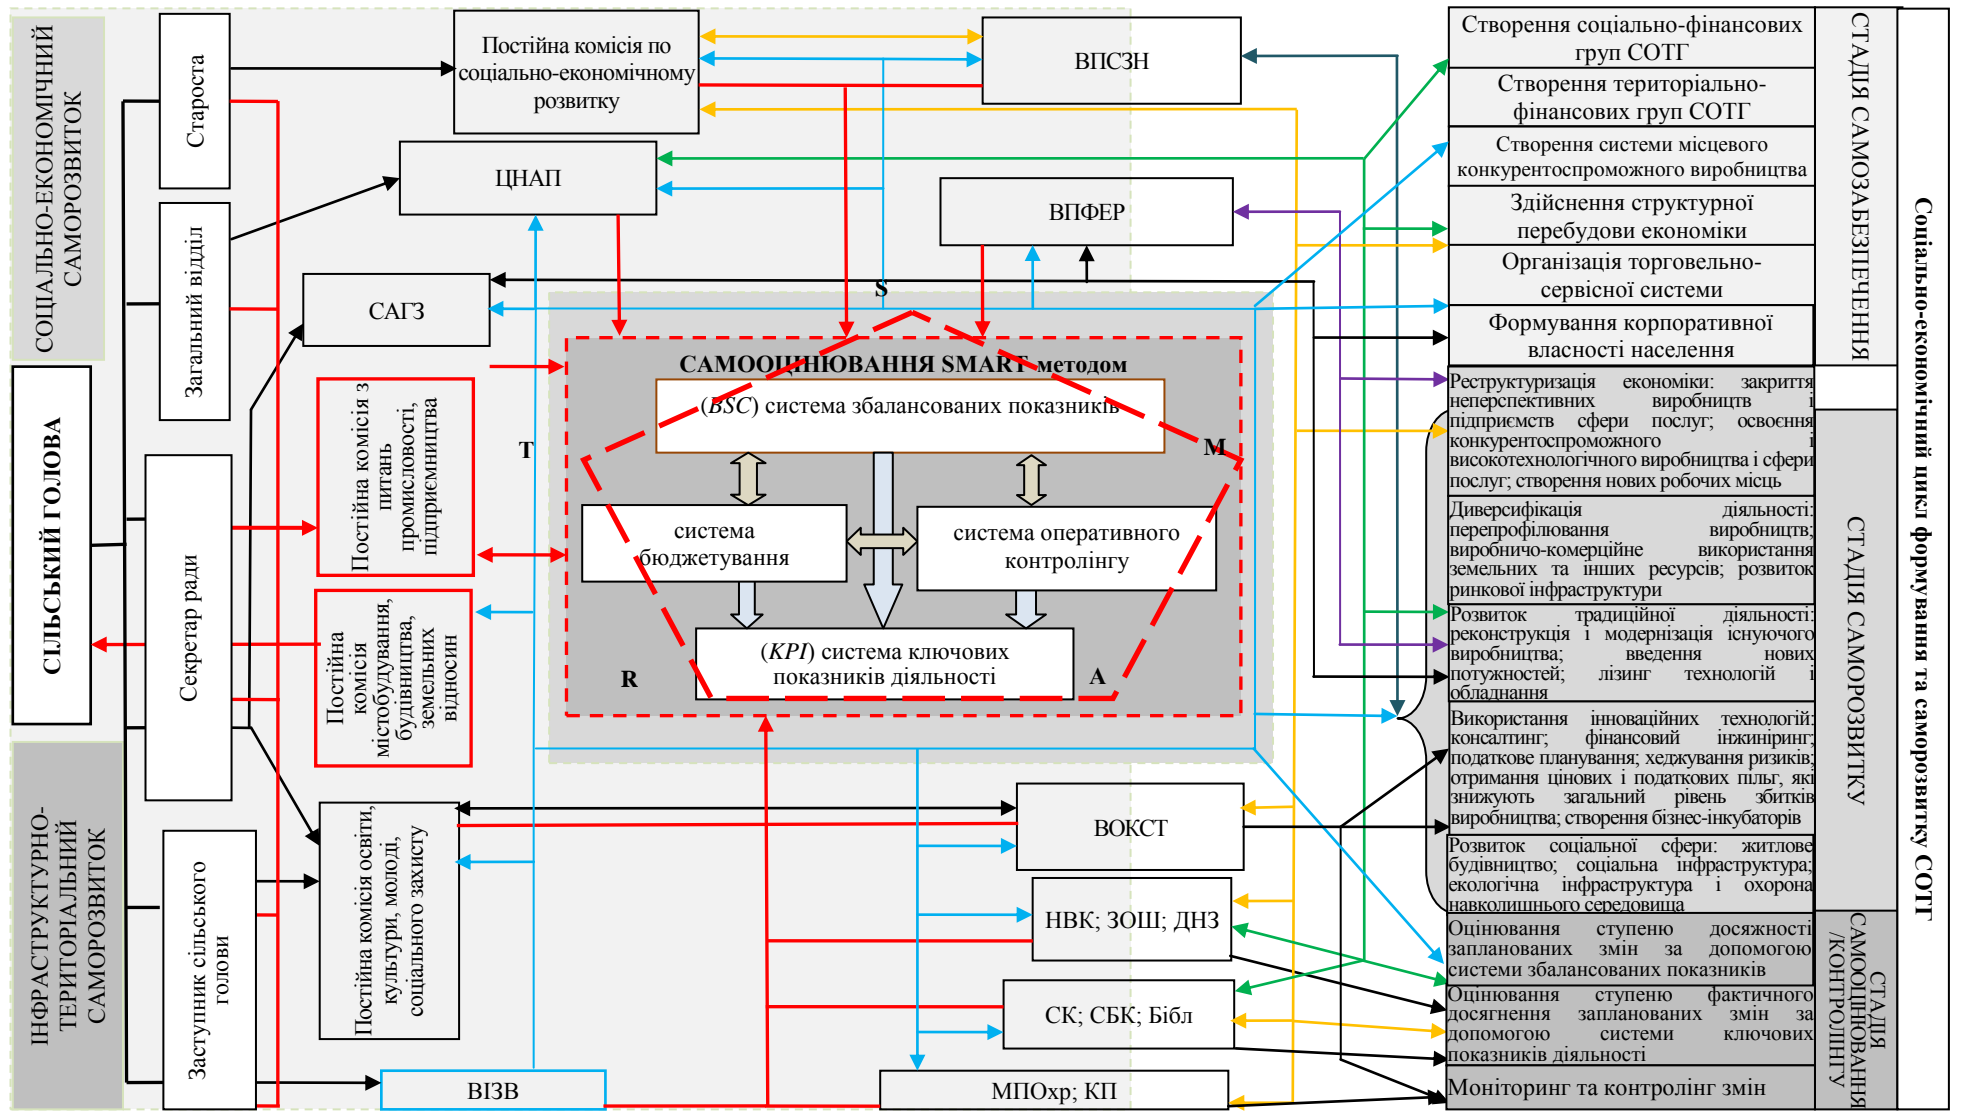 СОЦІАЛЬНО-ЕКОНОМІЧНИЙ
САМОРОЗВИТОК
СІЛЬСЬКИЙ ГОЛОВА
ІНФРАСТРУКТУРНО-
ТЕРИТОРІАЛЬНИЙ
САМОРОЗВИТОК
Староста
Загальний відділ
Секретар ради
Заступник сільського
голови
Постійна комісія по
соціально-економічному
розвитку
ЦНАП
САГЗ
Постійна комісія з
питань
промисловості,
підприємництва
Постійна
комісія
містобудування,
будівництва,
земельних
відносин
Постійна комісія освіти,
культури, молоді,
соціального захисту
ВІЗВ
ВПСЗН
ВПФЕР
S
T
M
R
A
САМООЦІНЮВАННЯ SMART-методом
(BSC) система збалансованих показників
система
бюджетування
система оперативного
контролінгу
(KPI) система ключових
показників діяльності
ВОКСТ
НВК; ЗОШ; ДНЗ
СК; СБК; Бібл
МПОхр; КП
Створення соціально-фінансових
груп СОТГ
Створення територіально-
фінансових груп СОТГ
Створення системи місцевого
конкурентоспроможного виробництва
Здійснення структурної
перебудови економіки
Організація торговельно-
сервісної системи
Формування корпоративної
власності населення
Реструктуризація економіки: закриття
неперспективних виробництв і
підприємств сфери послуг; освоєння
конкурентоспроможного і
високотехнологічного виробництва і сфери
послуг; створення нових робочих місць
Диверсифікація діяльності:
перепрофілювання виробництв;
виробничо-комерційне використання
земельних та інших ресурсів; розвиток
ринкової інфраструктури
Розвиток традиційної діяльності:
реконструкція і модернізація існуючого
виробництва; введення нових
потужностей; лізинг технологій і
обладнання
Використання інноваційних технологій:
консалтинг; фінансовий інжиніринг;
податкове планування; хеджування ризиків;
отримання цінових і податкових пільг, які
знижують загальний рівень збитків
виробництва; створення бізнес-інкубаторів
Розвиток соціальної сфери: житлове
будівництво; соціальна інфраструктура;
екологічна інфраструктура і охорона
навколишнього середовища
Оцінювання ступеню досяжності
запланованих змін за допомогою
системи збалансованих показників
Оцінювання ступеню фактичного
досягнення запланованих змін за
допомогою системи ключових
показників діяльності
Моніторинг та контролінг змін
СТАДІЯ САМОЗАБЕЗПЕЧЕННЯ
СТАДІЯ САМОРОЗВИТКУ
СТАДІЯ
САМООЦІНЮВАННЯ
/КОНТРОЛІНГУ
Соціально-економічний цикл формування та саморозвитку СОТГ